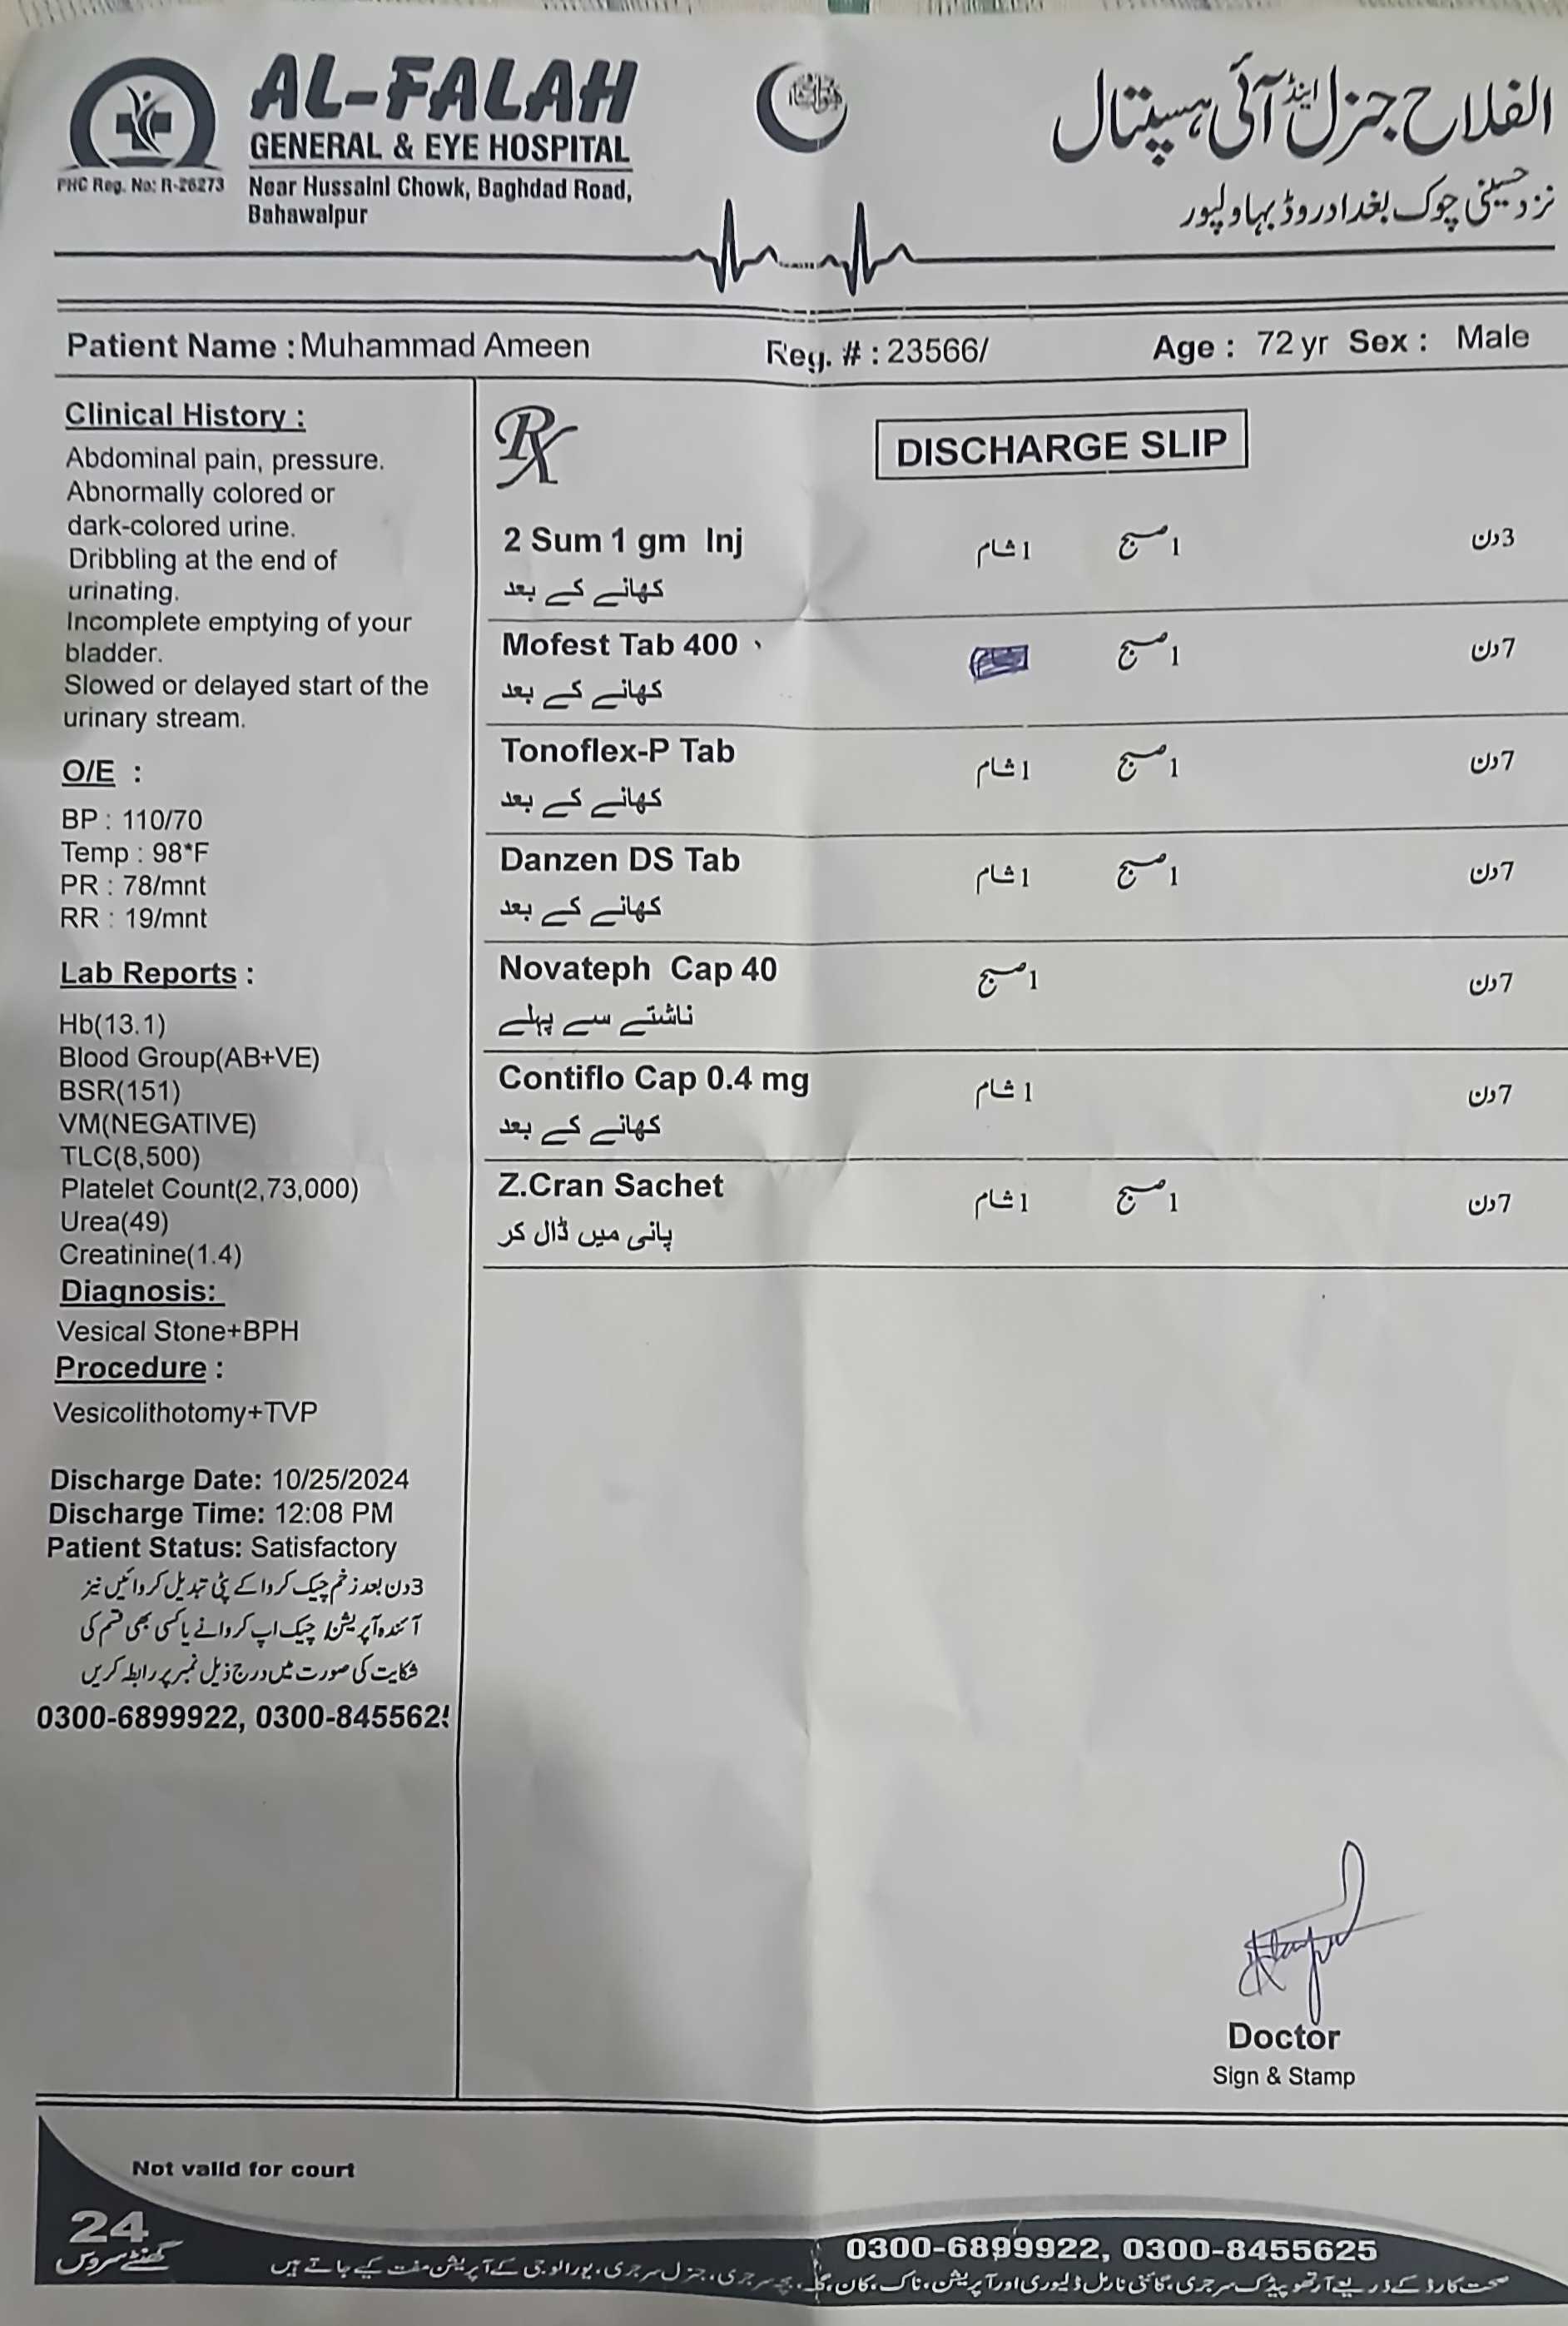 AL-FALAH
GENERAL & EYE HOSPITAL
Near Hussaini Chowk, Baghdad Road,
Bahawalpur
PHC Reg. No: R-26273
الفلاح جنرل اینڈ آئی ہسپتال
نزد حسینی چوک بغداد روڈ بہاولپور
Patient Name : Muhammad Ameen Reg. # : 23566/ Age : 72 yr Sex : Male
Clinical History :
Abdominal pain, pressure.
Abnormally colored or
dark-colored urine.
Dribbling at the end of
urinating.
Incomplete emptying of your
bladder.
Slowed or delayed start of the
urinary stream.
O/E :
BP : 110/70
Temp : 98*F
PR : 78/mnt
RR : 19/mnt
Lab Reports :
Hb(13.1)
Blood Group(AB+VE)
BSR(151)
VM(NEGATIVE)
TLC(8,500)
Platelet Count(2,73,000)
Urea(49)
Creatinine(1.4)
Diagnosis:
Vesical Stone+BPH
Procedure :
Vesicolithotomy+TVP
Discharge Date: 10/25/2024
Discharge Time: 12:08 PM
Patient Status: Satisfactory
3دن بعد زخم چیک کروا کے پٹی تبدیل کروائیں نیز
آئندہ آپریشن/ چیک اپ کروانے یا کسی بھی قسم کی
شکایت کی صورت میں درج ذیل نمبر پر رابطہ کریں
0300-6899922, 0300-845562
Rx
DISCHARGE SLIP
2 Sum 1 gm Inj 1 شام 1 صبح 3 دن
کھانے کے بعد
Mofest Tab 400 1 صبح 7 دن
کھانے کے بعد
Tonoflex-P Tab 1 شام 1 صبح 7 دن
کھانے کے بعد
Danzen DS Tab 1 شام 1 صبح 7 دن
کھانے کے بعد
Novateph Cap 40 1 صبح 7 دن
ناشتے سے پہلے
Contiflo Cap 0.4 mg 1 شام 7 دن
کھانے کے بعد
Z.Cran Sachet 1 شام 1 صبح 7 دن
پانی میں ڈال کر
Doctor
Sign & Stamp
Not valid for court
24
گھنٹے سروس
0300-6899922, 0300-8455625
صحت کارڈ کے ذریعے آرتھوپیڈک سرجری، گائنی نارمل ڈلیوری اور آپریشن، ناک، کان، گلہ، بچہ سرجری، جنرل سرجری، یورالوجی کے آپریشن مفت کیے جاتے ہیں